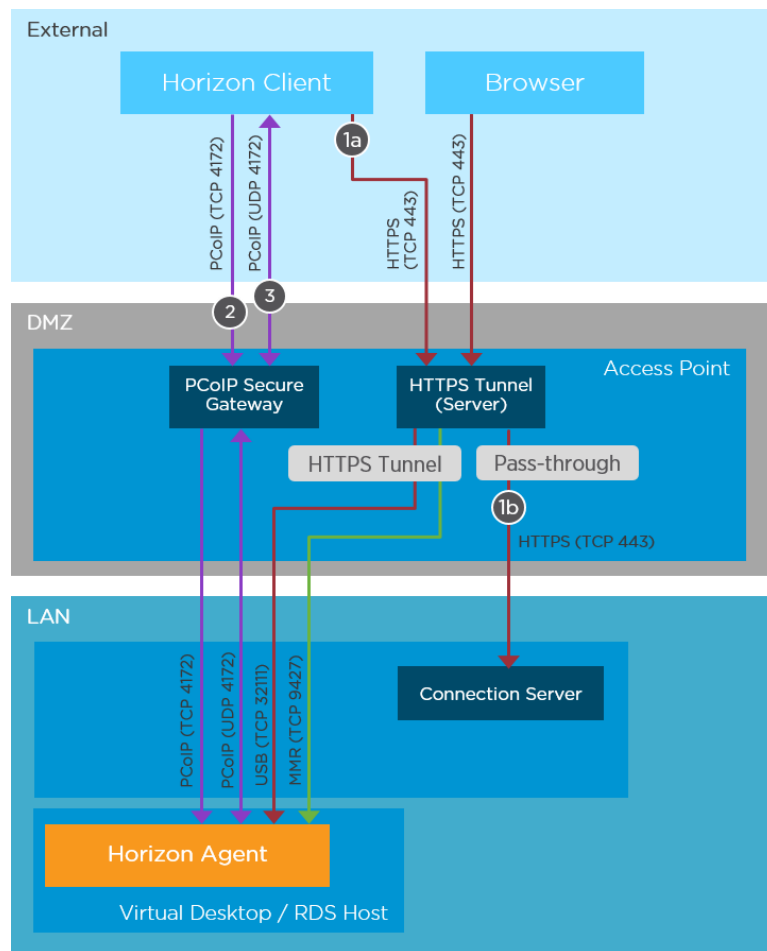 External
Horizon Client
Browser
1a
PCoIP (TCP 4172)
PCoIP (UDP 4172)
HTTPS
(TCP 443)
HTTPS (TCP 443)
2
3
DMZ
Access Point
PCoIP Secure
Gateway
HTTPS Tunnel
(Server)
HTTPS Tunnel
Pass-through
1b
HTTPS (TCP 443)
LAN
PCoIP (TCP 4172)
PCoIP (UDP 4172)
USB (TCP 32111)
MMR (TCP 9427)
Connection Server
Horizon Agent
Virtual Desktop / RDS Host